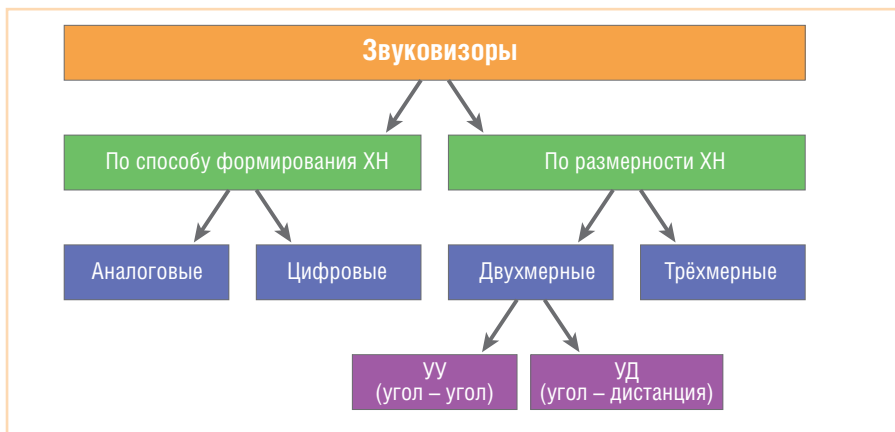 Звуковизоры
По способу формирования ХН
По размерности ХН
Аналоговые
Цифровые
Двухмерные
Трёхмерные
УУ
(угол – угол)
УД
(угол – дистанция)